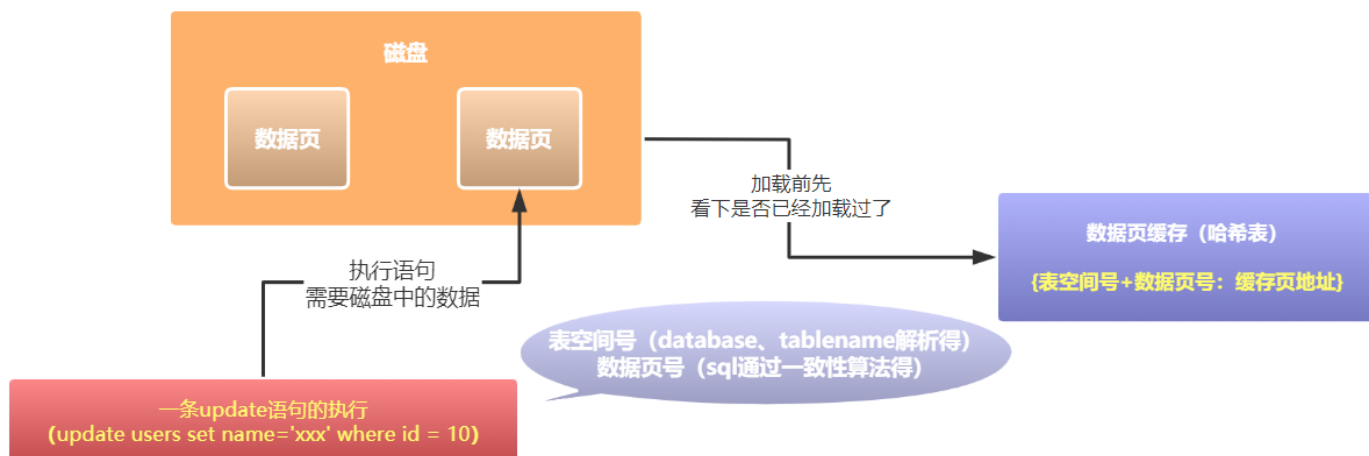 磁盘
数据页
数据页
加载前先
看下是否已经加载过了
数据页缓存（哈希表）
{表空间号+数据页号：缓存页地址}
执行语句
需要磁盘中的数据
表空间号（database、tablename解析得）
数据页号（sql通过一致性算法得）
一条update语句的执行
(update users set name='xxx' where id = 10)